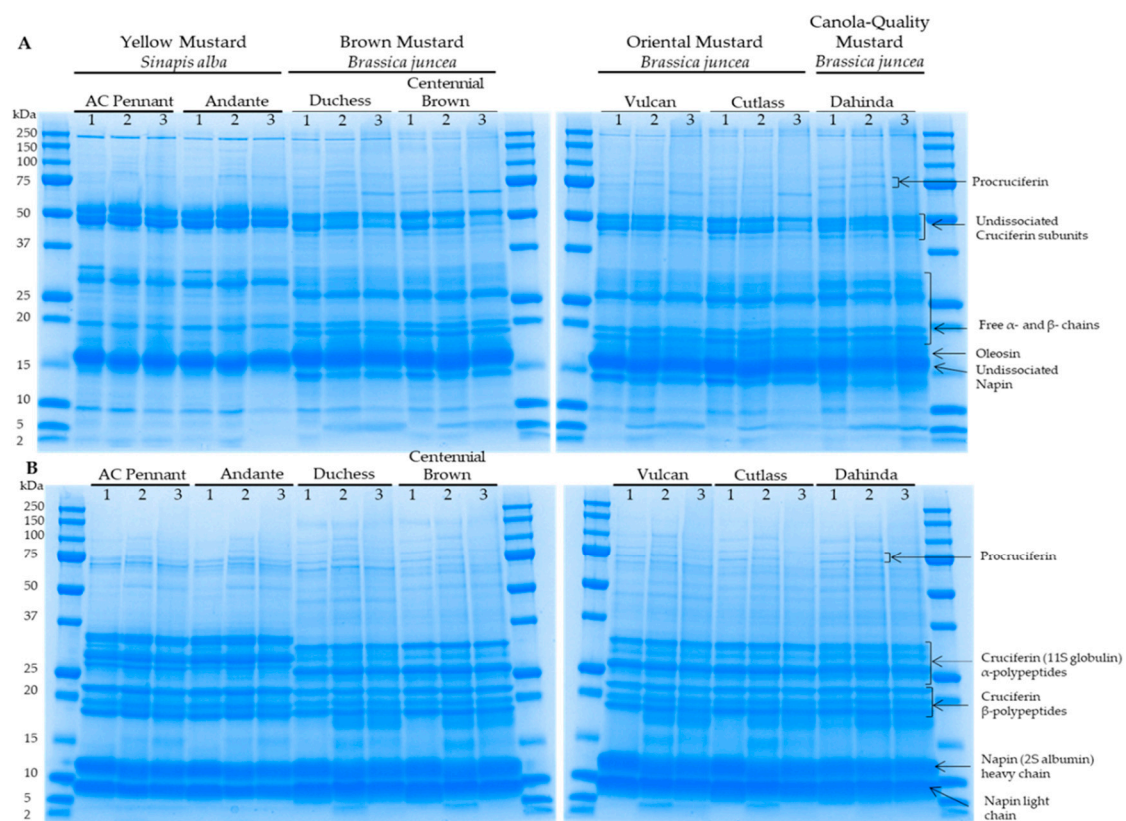 Canola-Quality
A Yellow Mustard Brown Mustard Oriental Mustard Mustard
Sinapis alba Brassica juncea Brassica juncea Brassica juncea
Centennial
AC Pennant Andante Duchess Brown Vulcan Cutlass Dahinda
kDa 1 2 3 1 2 3 1 2 3 1 2 3 1 2 3 1 2 3 1 2 3
250
150
100
75 Procruciferin
50 Undissociated
Cruciferin subunits
37
25
20 Free α- and β- chains
Oleosin
15 Undissociated
Napin
10
5
2
B Centennial
AC Pennant Andante Duchess Brown Vulcan Cutlass Dahinda
kDa 1 2 3 1 2 3 1 2 3 1 2 3 1 2 3 1 2 3 1 2 3
250
150
100
75 Procruciferin
50
37
Cruciferin (11S globulin)
25 α-polypeptides
20 Cruciferin
β-polypeptides
15
Napin (2S albumin)
10 heavy chain
5 Napin light
2 chain